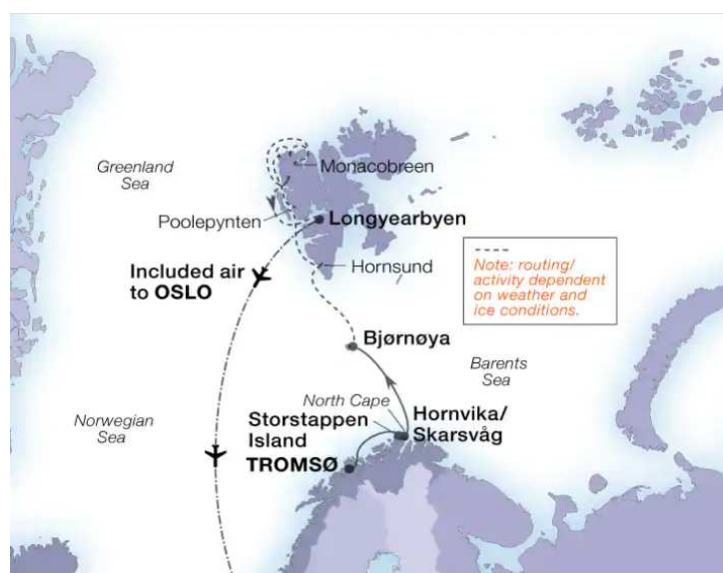 Greenland
Sea
Monacobreen
Poolepynten
Longyearbyen
Included air
to OSLO
Hornsund
Note: routing/
activity dependent
on weather and
ice conditions.
Bjørnøya
Barents
Sea
North Cape
Norwegian
Sea
Storstappen
Island
Hornvika/
Skarsvåg
TROMSØ